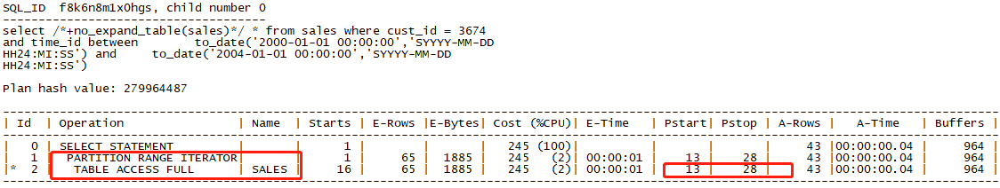 SQL_ID  f8k6n8m1x0hgs, child number 0
-------------------------------------
select /*+no_expand_table(sales)*/ * from sales where cust_id = 3674
and time_id between        to_date('2000-01-01 00:00:00','SYYYY-MM-DD
HH24:MI:SS') and     to_date('2004-01-01 00:00:00','SYYYY-MM-DD
HH24:MI:SS')
Plan hash value: 279964487
| Id  | Operation                | Name  | Starts | E-Rows |E-Bytes| Cost (%CPU)| E-Time   | Pstart| Pstop | A-Rows |   A-Time   | Buffers |
|   0 | SELECT STATEMENT         |       |      1 |        |       |   245 (100)|          |       |       |     43 |00:00:00.04 |     964 |
|   1 |  PARTITION RANGE ITERATOR|       |      1 |     65 |  1885 |   245   (2)| 00:00:01 |    13 |    28 |     43 |00:00:00.04 |     964 |
|*  2 |   TABLE ACCESS FULL      | SALES |     16 |     65 |  1885 |   245   (2)| 00:00:01 |    13 |    28 |     43 |00:00:00.04 |     964 |